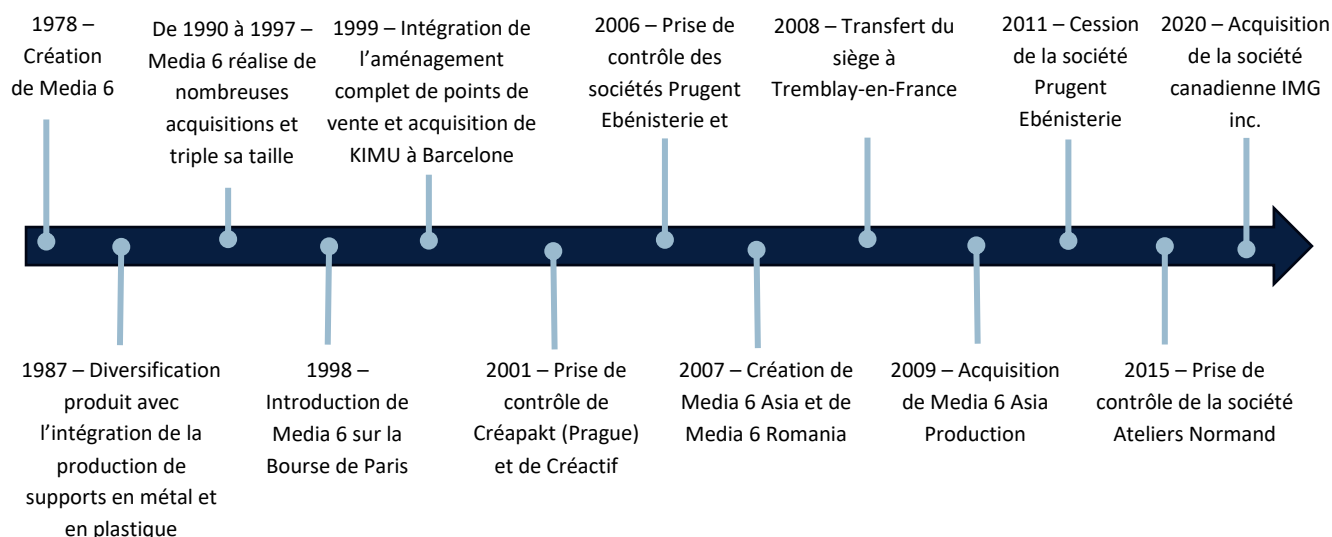 1978 –
Création
de Media 6
De 1990 à 1997 –
Media 6 réalise de
nombreuses
acquisitions et
triple sa taille
1999 – Intégration de
l’aménagement
complet de points de
vente et acquisition de
KIMU à Barcelone
2006 – Prise de
contrôle des
sociétés Prugent
Ebénisterie et
2008 – Transfert du
siège à
Tremblay-en-France
2011 – Cession
de la société
Prugent
Ebénisterie
2020 – Acquisition
de la société
canadienne IMG
inc.
1987 – Diversification
produit avec
l’intégration de la
production de
supports en métal et
en plastique
1998 –
Introduction de
Media 6 sur la
Bourse de Paris
2001 – Prise de
contrôle de
Créapakt (Prague)
et de Créactif
2007 – Création de
Media 6 Asia et de
Media 6 Romania
2009 – Acquisition
de Media 6 Asia
Production
2015 – Prise de
contrôle de la société
Ateliers Normand